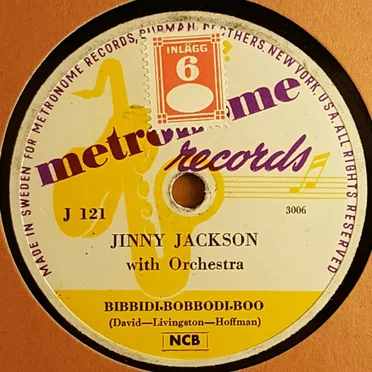 MADE IN SWEDEN FOR METRONOME RECORDS, BURMAN BROTHERS, NEW YORK, U.S.A. ALL RIGHTS RESERVED
INLÄGG
6
metronome
records
J 121
3006
JINNY JACKSON
with Orchestra
BIBBIDI-BOBBODI-BOO
(David—Livingston—Hoffman)
NCB